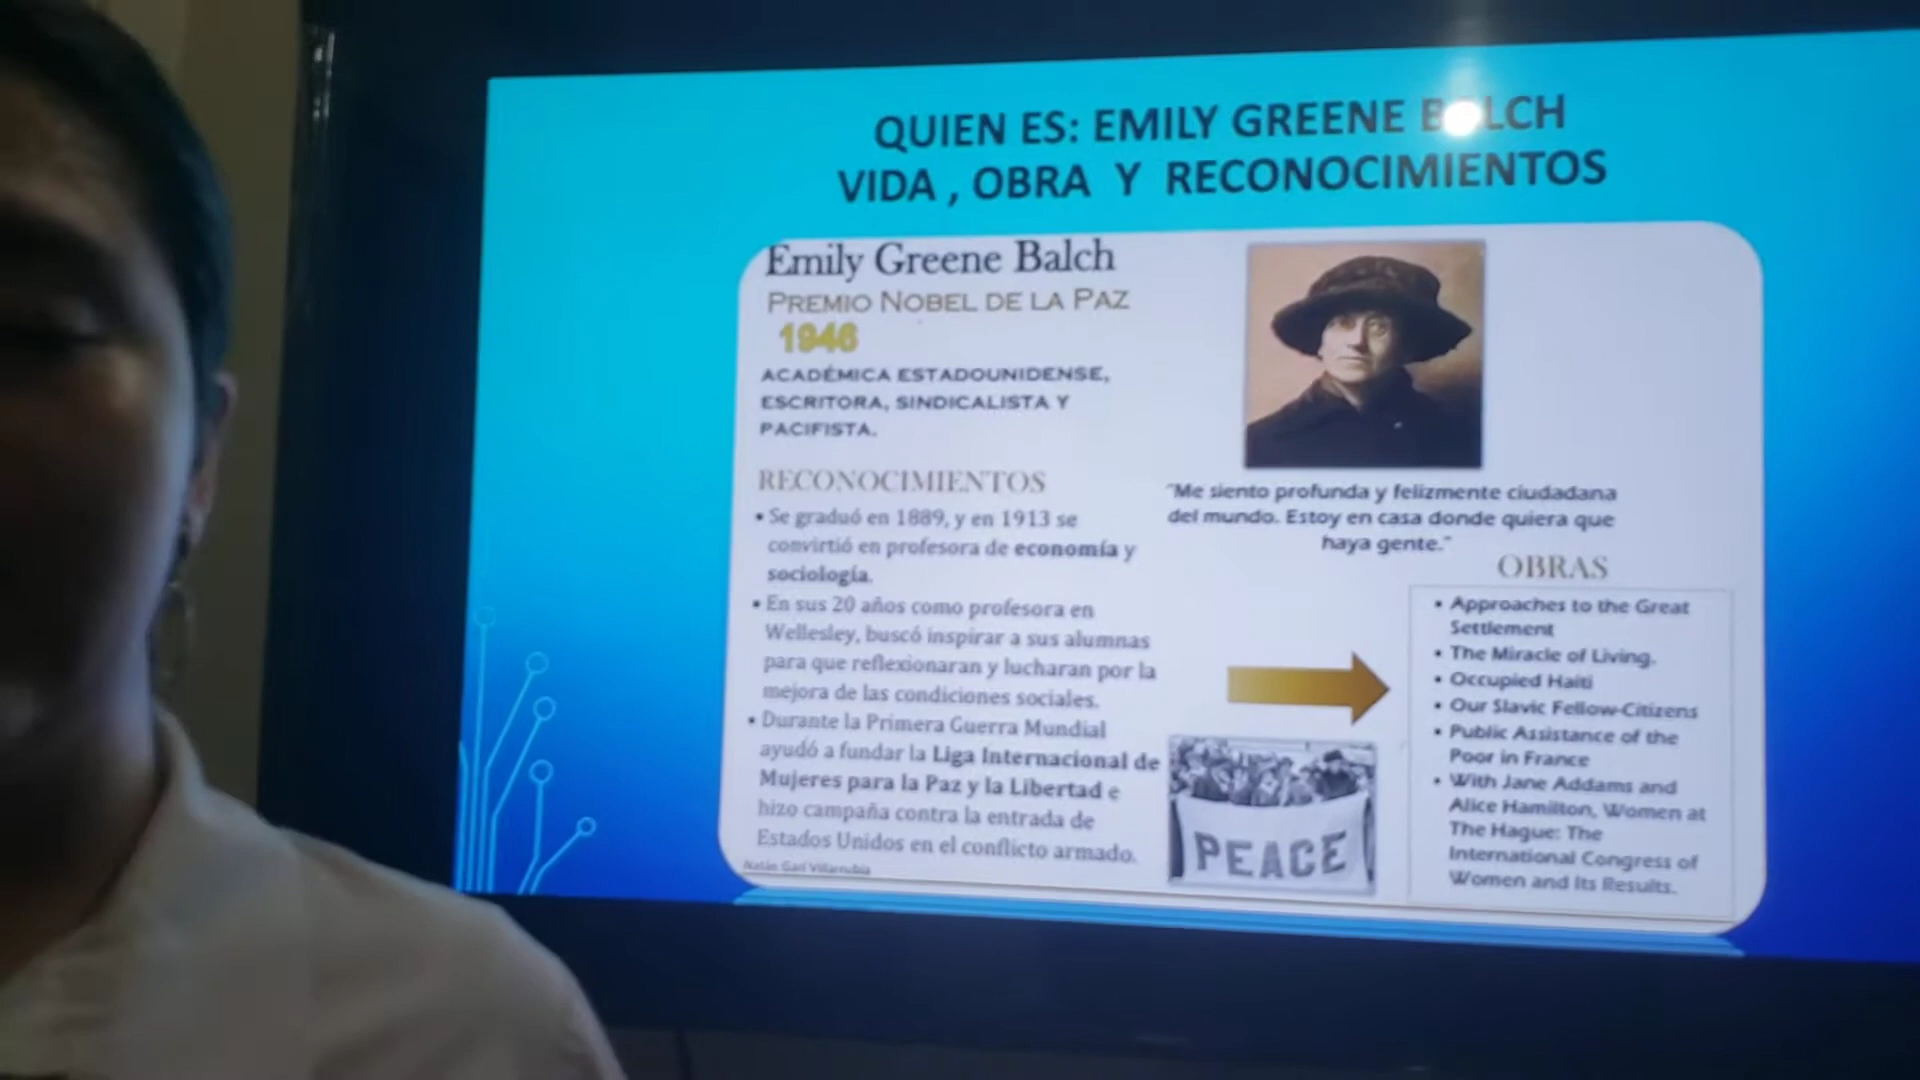 QUIEN ES: EMILY GREENE BALCH
VIDA , OBRA Y RECONOCIMIENTOS
Emily Greene Balch
PREMIO NOBEL DE LA PAZ
1946
ACADÉMICA ESTADOUNIDENSE,
ESCRITORA, SINDICALISTA Y
PACIFISTA.
RECONOCIMIENTOS
• Se graduó en 1889, y en 1913 se
convirtió en profesora de economía y
sociología.
• En sus 20 años como profesora en
Wellesley, buscó inspirar a sus alumnas
para que reflexionaran y lucharan por la
mejora de las condiciones sociales.
• Durante la Primera Guerra Mundial
ayudó a fundar la Liga Internacional de
Mujeres para la Paz y la Libertad e
hizo campaña contra la entrada de
Estados Unidos en el conflicto armado.
Natán Gari Villarrubia
"Me siento profunda y felizmente ciudadana
del mundo. Estoy en casa donde quiera que
haya gente."
OBRAS
• Approaches to the Great
Settlement
• The Miracle of Living.
• Occupied Haiti
• Our Slavic Fellow-Citizens
• Public Assistance of the
Poor in France
• With Jane Addams and
Alice Hamilton, Women at
The Hague: The
International Congress of
Women and Its Results.
PEACE